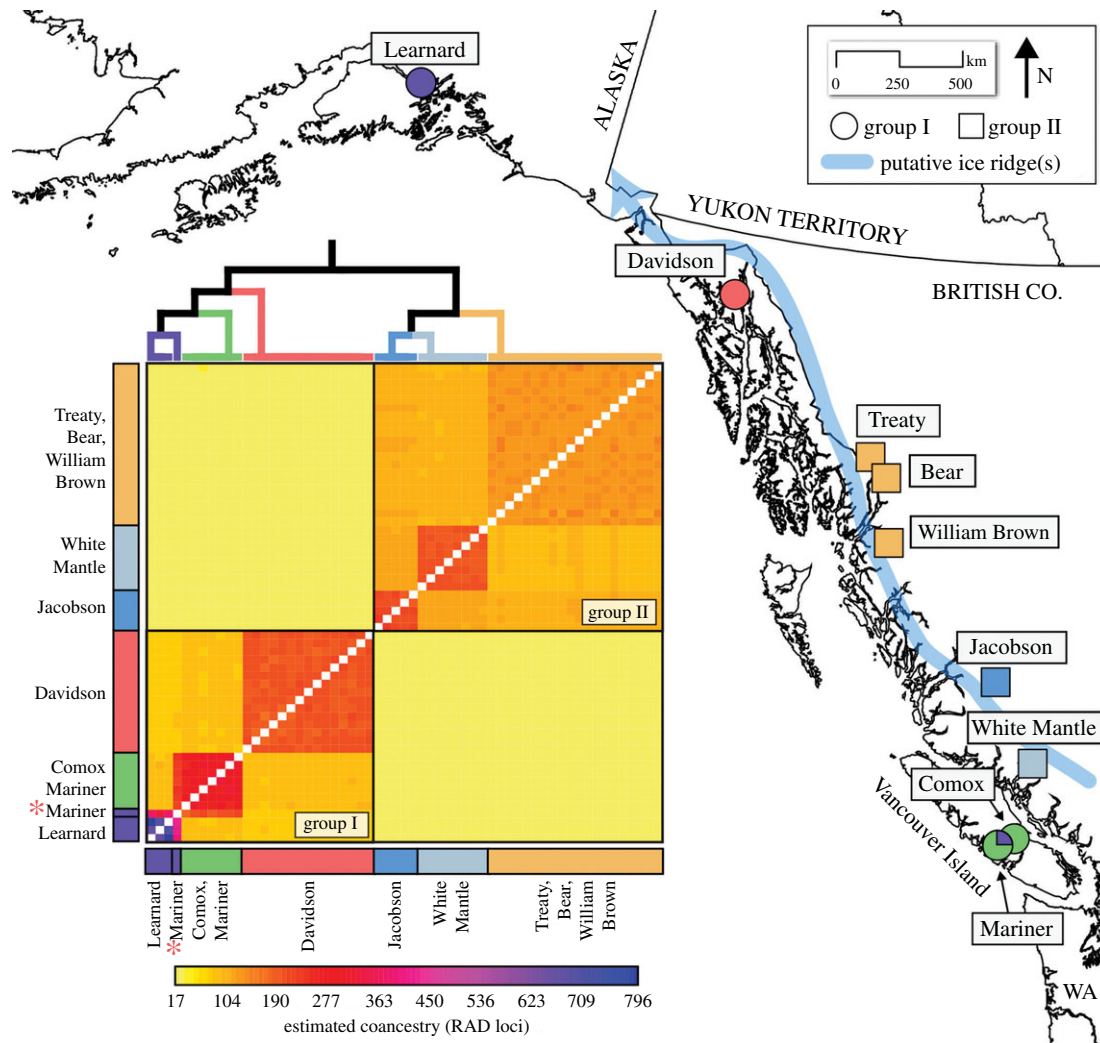 Learnard
ALASKA
km
0 250 500
N
group I
group II
putative ice ridge(s)
YUKON TERRITORY
Davidson
BRITISH CO.
Treaty
Bear
William Brown
Jacobson
White Mantle
Comox
Vancouver Island
Mariner
WA
Treaty,
Bear,
William
Brown
White
Mantle
Jacobson
Davidson
Comox
Mariner
*Mariner
Learnard
group II
group I
Learnard
*Mariner
Comox,
Mariner
Davidson
Jacobson
White
Mantle
Treaty,
Bear,
William
Brown
17 104 190 277 363 450 536 623 709 796
estimated coancestry (RAD loci)